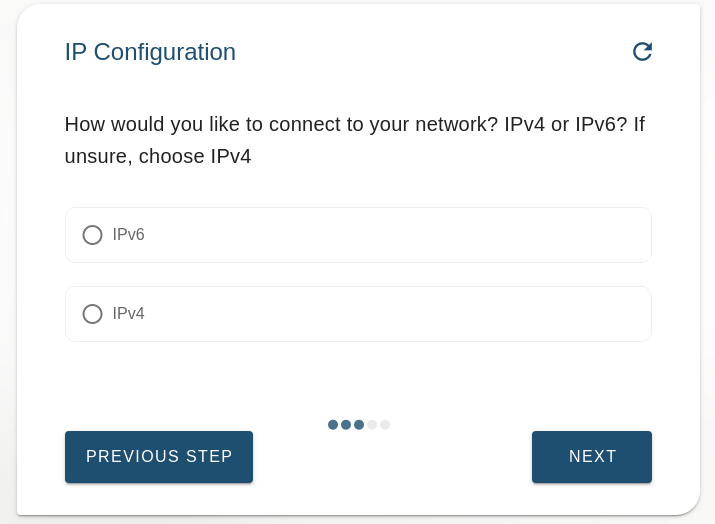 IP Configuration
How would you like to connect to your network? IPv4 or IPv6? If
unsure, choose IPv4
IPv6
IPv4
PREVIOUS STEP
NEXT